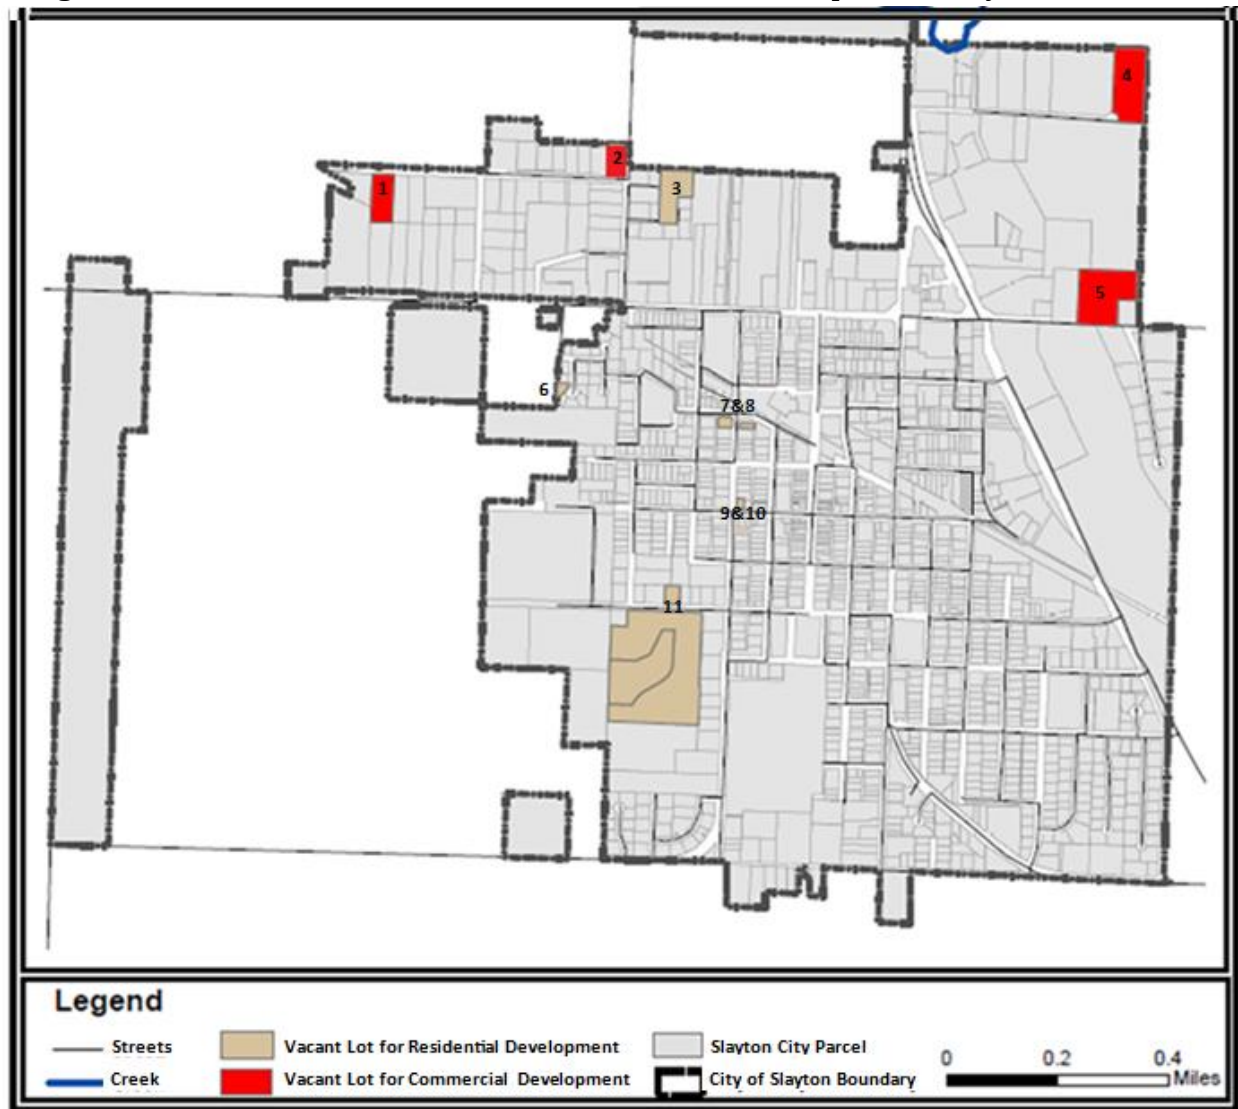 4
2
1
3
5
6
7&8
9&10
11
Legend
Streets
Vacant Lot for Residential Development
Slayton City Parcel
Creek
Vacant Lot for Commercial Development
City of Slayton Boundary
0 0.2 0.4
Miles